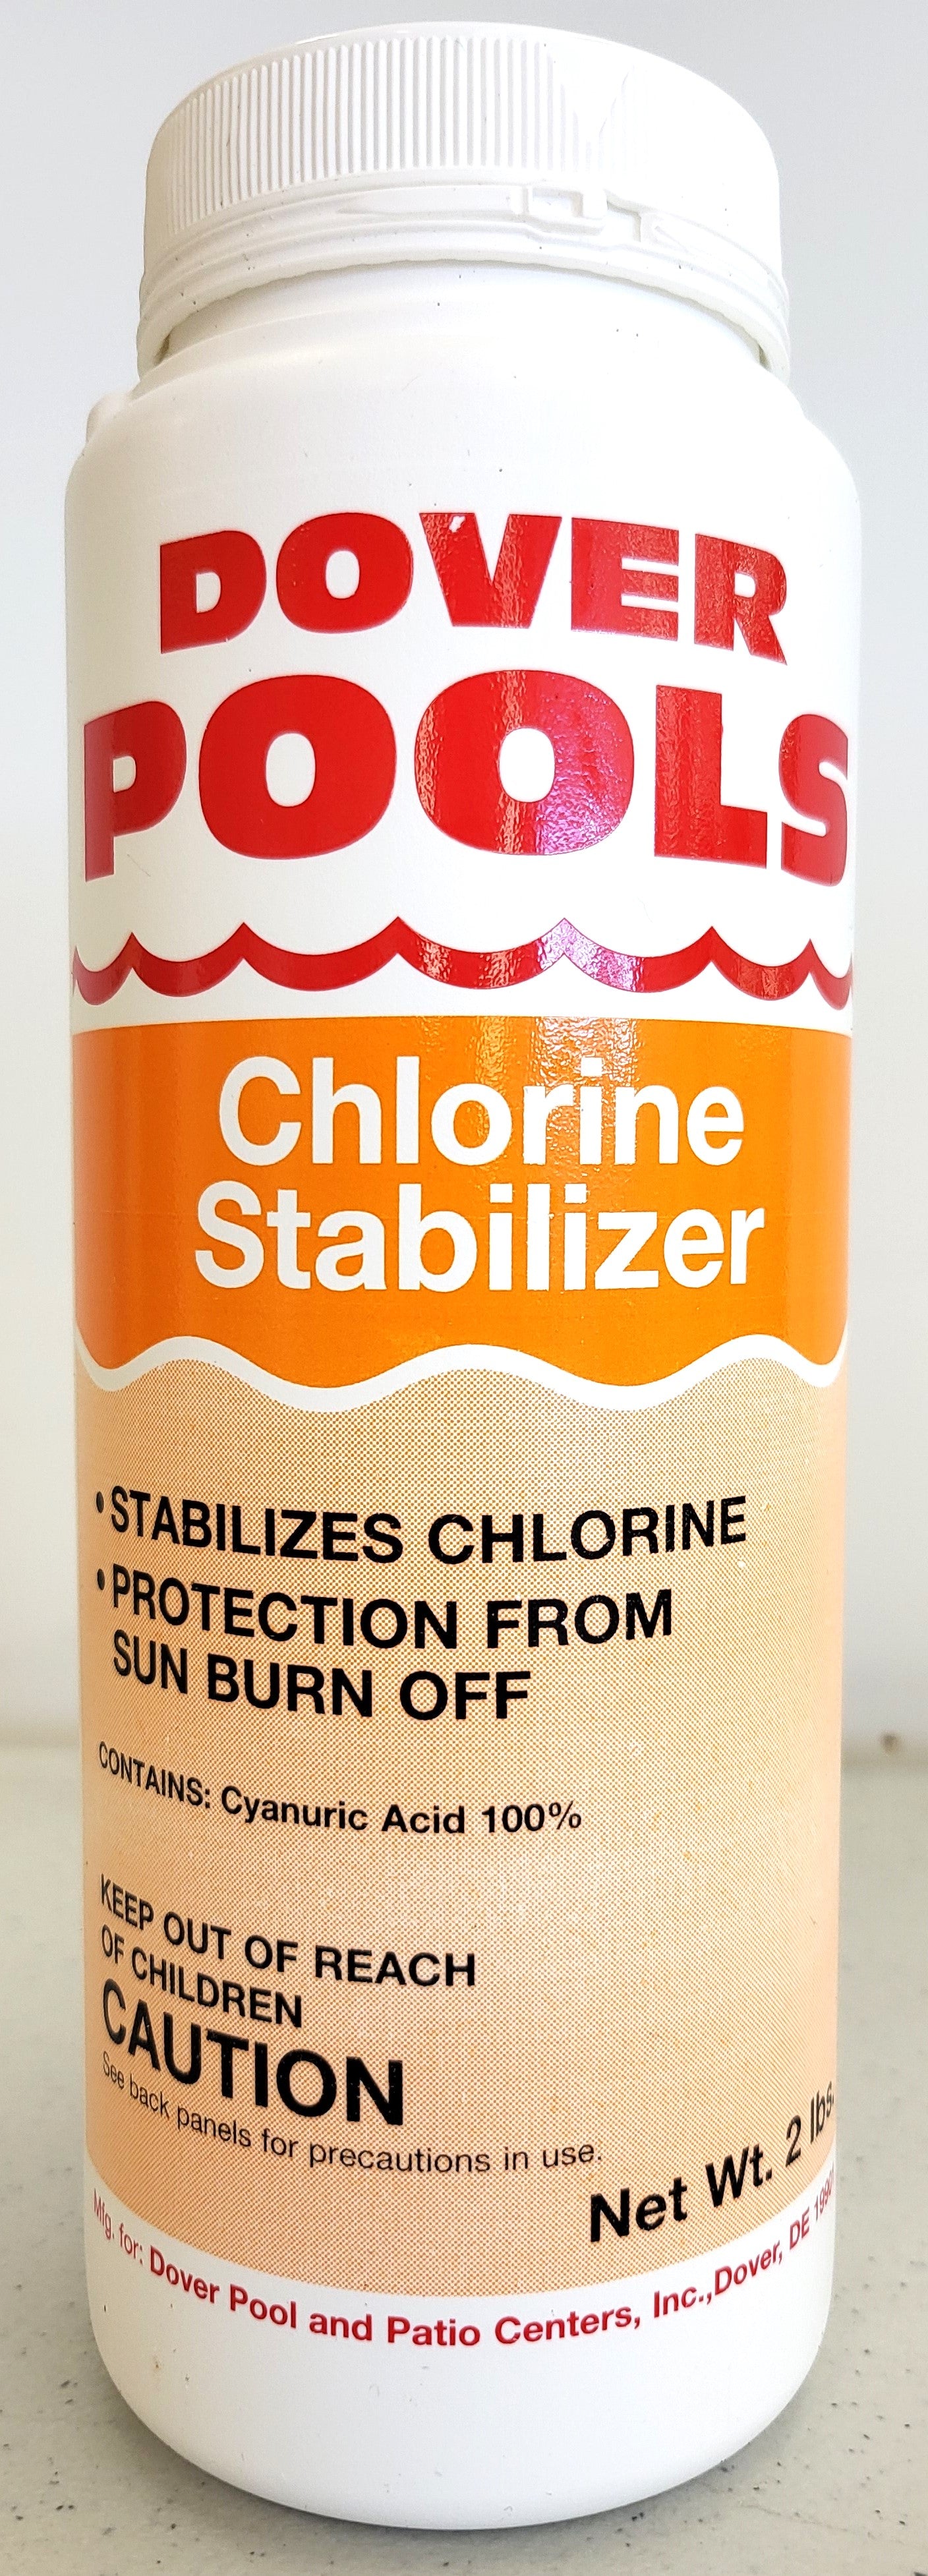 DOVER
POOLS
Chlorine
Stabilizer
•STABILIZES CHLORINE
•PROTECTION FROM
SUN BURN OFF
CONTAINS: Cyanuric Acid 100%
KEEP OUT OF REACH
OF CHILDREN
CAUTION
See back panels for precautions in use.
Net Wt. 2 lbs.
Mfg. for: Dover Pool and Patio Centers, Inc.,Dover, DE